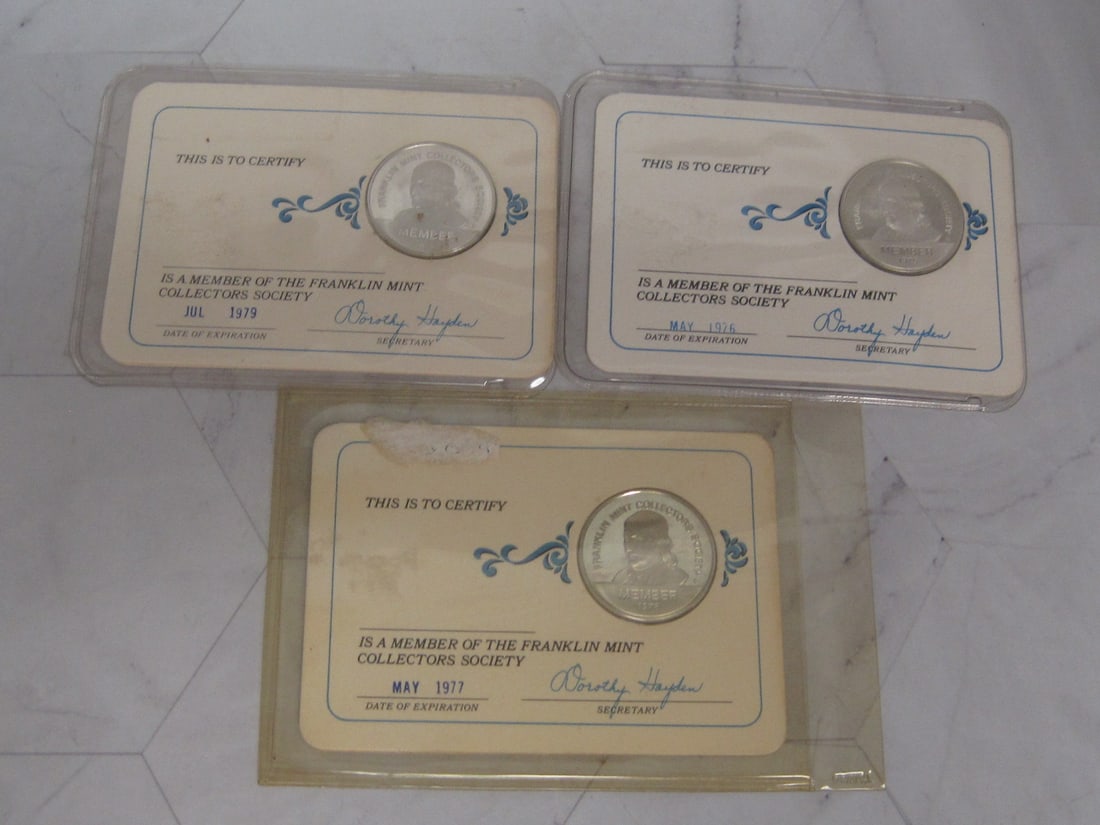 THIS IS TO CERTIFY
FRANKLIN MINT COLLECTORS SOCIETY
MEMBER
IS A MEMBER OF THE FRANKLIN MINT
COLLECTORS SOCIETY
JUL 1979
DATE OF EXPIRATION
Dorothy Hayden
SECRETARY
THIS IS TO CERTIFY
SOCIETY
MEMBER
IS A MEMBER OF THE FRANKLIN MINT
COLLECTORS SOCIETY
MAY 1976
DATE OF EXPIRATION
Dorothy Hayden
SECRETARY
THIS IS TO CERTIFY
FRANKLIN MINT COLLECTORS SOCIETY
MEMBER
IS A MEMBER OF THE FRANKLIN MINT
COLLECTORS SOCIETY
MAY 1977
DATE OF EXPIRATION
Dorothy Hayden
SECRETARY